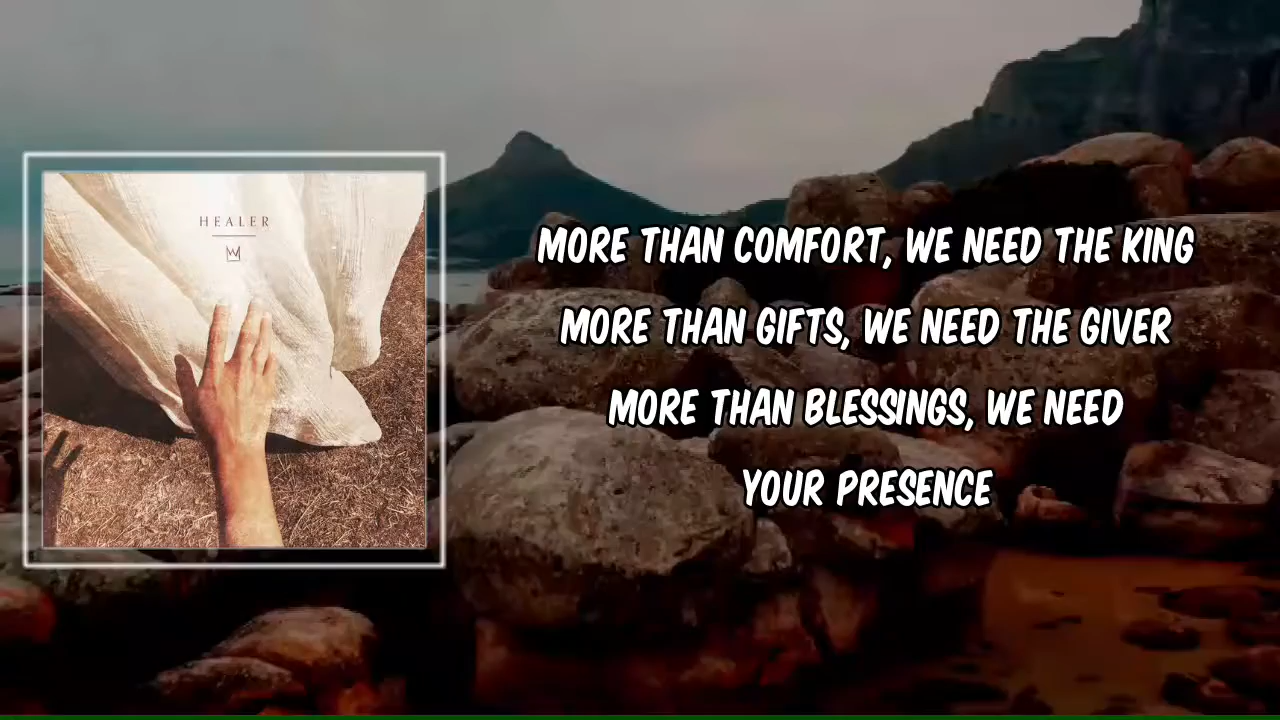 HEALER
MORE THAN COMFORT, WE NEED THE KING
MORE THAN GIFTS, WE NEED THE GIVER
MORE THAN BLESSINGS, WE NEED
YOUR PRESENCE